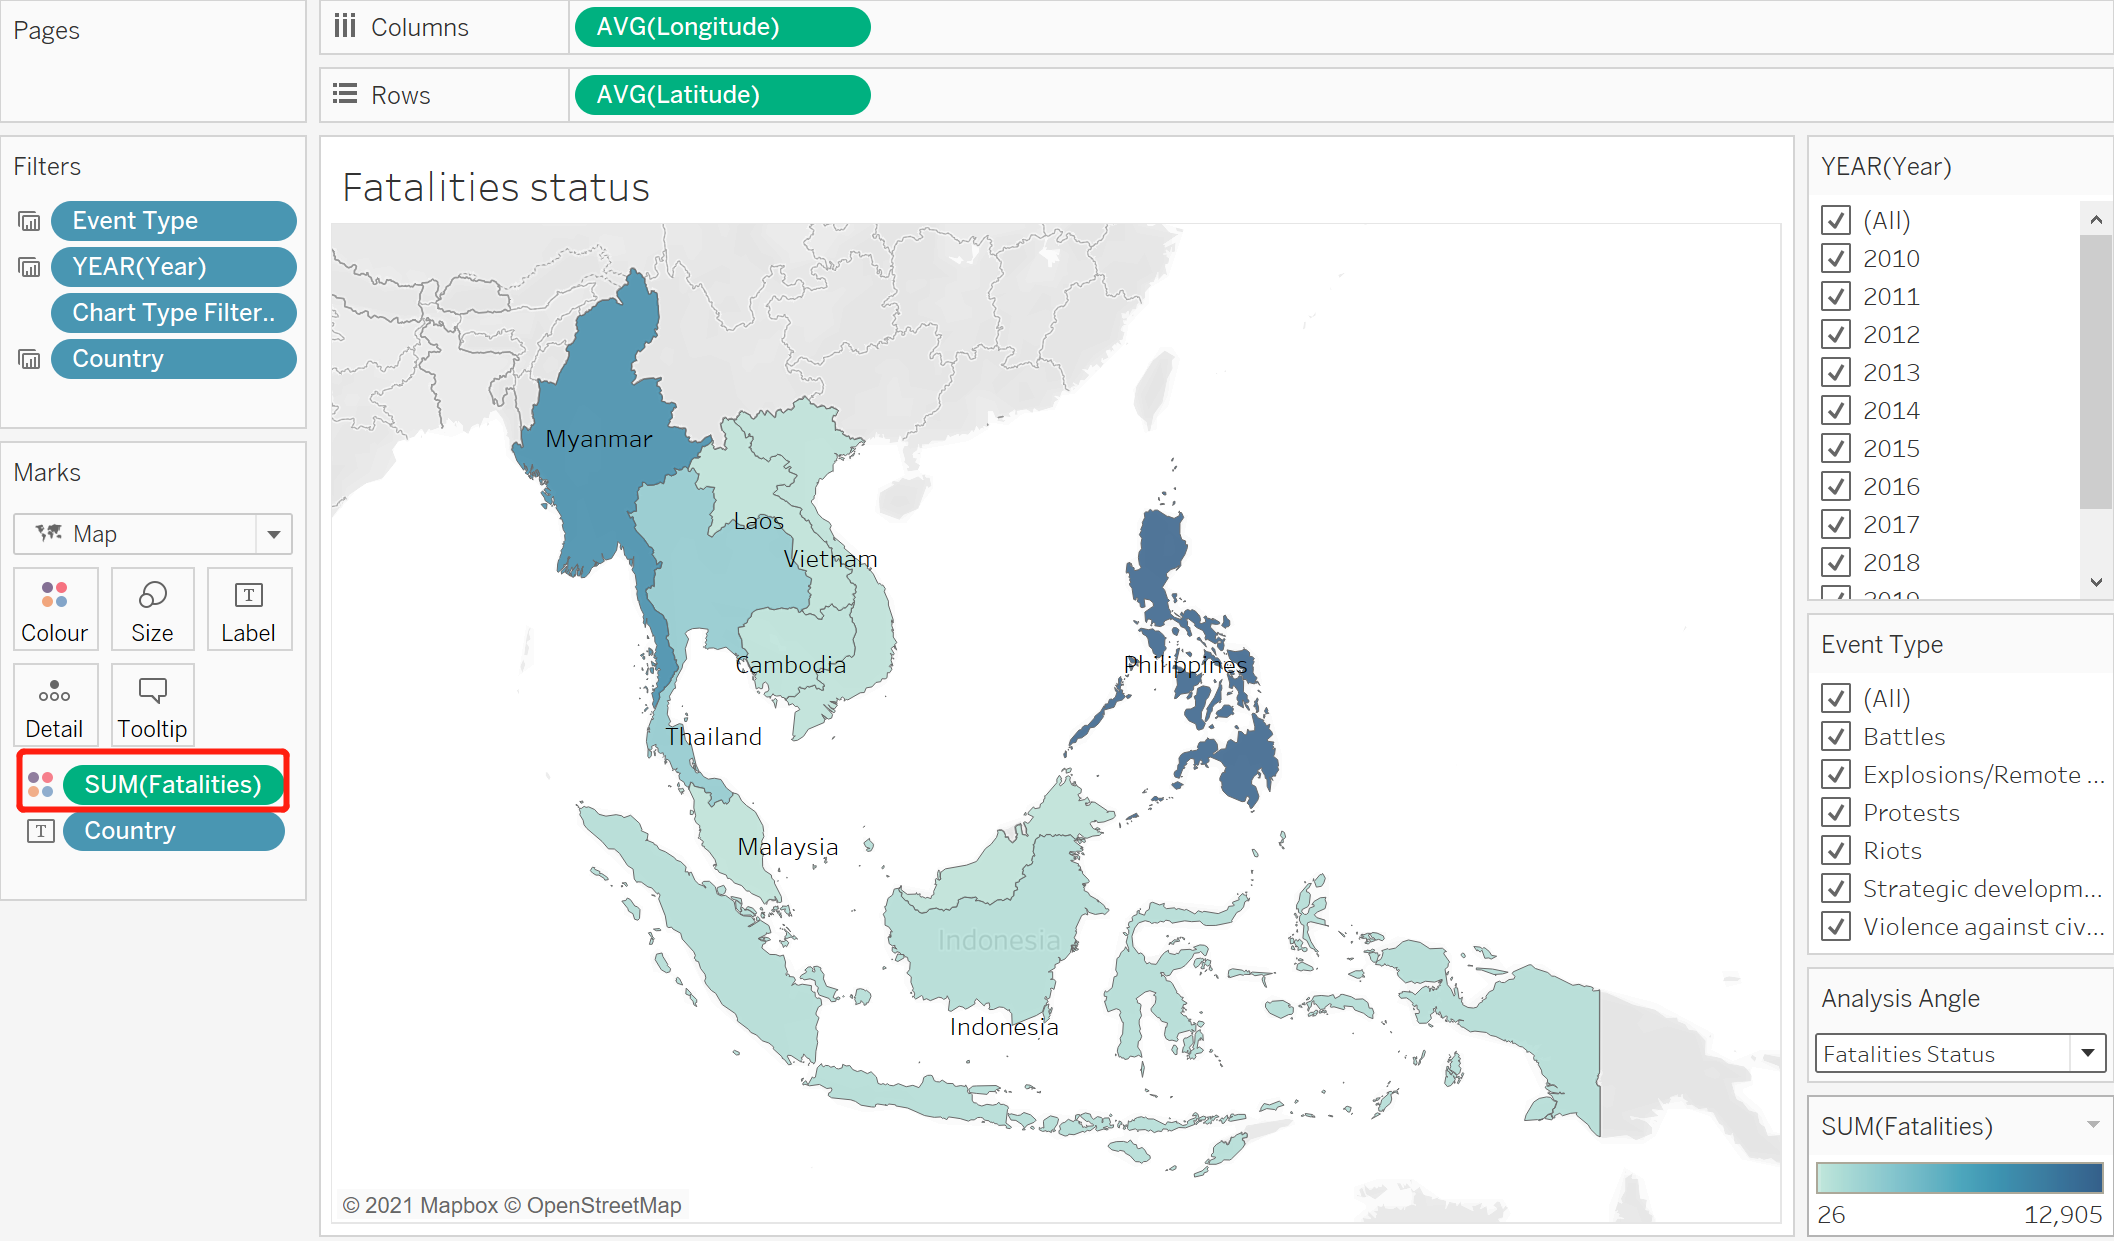 Pages
Columns
AVG(Longitude)
Rows
AVG(Latitude)
Filters
Event Type
YEAR(Year)
Chart Type Filter..
Country
Marks
Map
Colour
Size
T
Label
Detail
Tooltip
SUM(Fatalities)
T
Country
Fatalities status
Myanmar
Laos
Vietnam
Cambodia
Philippines
Thailand
Malaysia
Indonesia
Indonesia
© 2021 Mapbox © OpenStreetMap
YEAR(Year)
(All)
2010
2011
2012
2013
2014
2015
2016
2017
2018
2019
Event Type
(All)
Battles
Explosions/Remote ...
Protests
Riots
Strategic developm...
Violence against civ...
Analysis Angle
Fatalities Status
SUM(Fatalities)
26
12,905